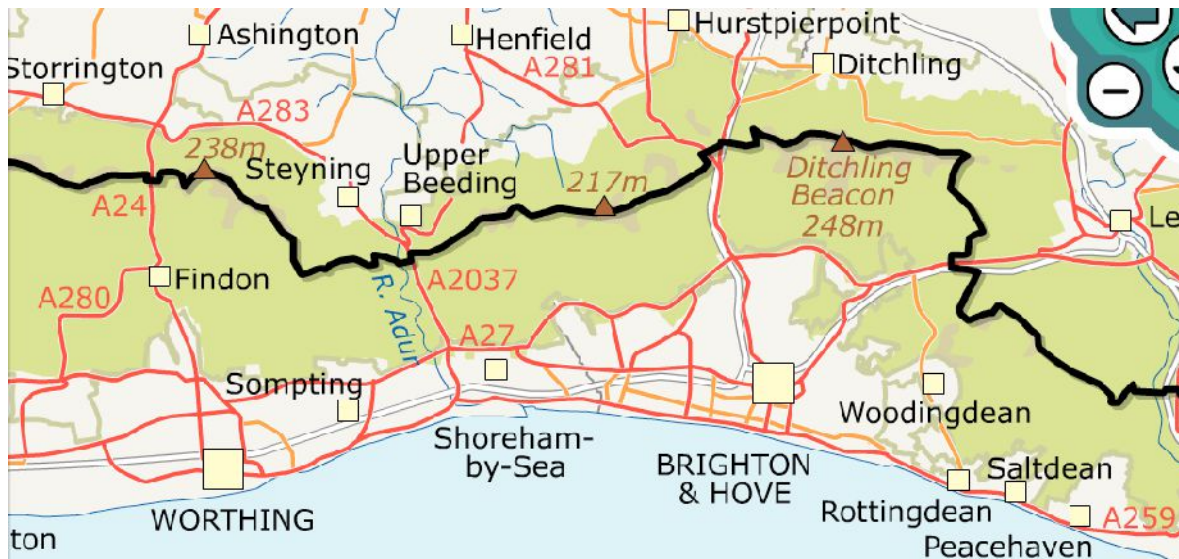 Ashington
Henfield
Hurstpierpoint
Storrington
A281
Ditchling
A283
238m
Steyning
Upper
Beeding
217m
Ditchling
Beacon
248m
A24
Le
Findon
A280
R. Adur
A2037
A27
Sompting
Woodingdean
Shoreham-
by-Sea
BRIGHTON
& HOVE
Saltdean
WORTHING
Rottingdean
A259
ton
Peacehaven